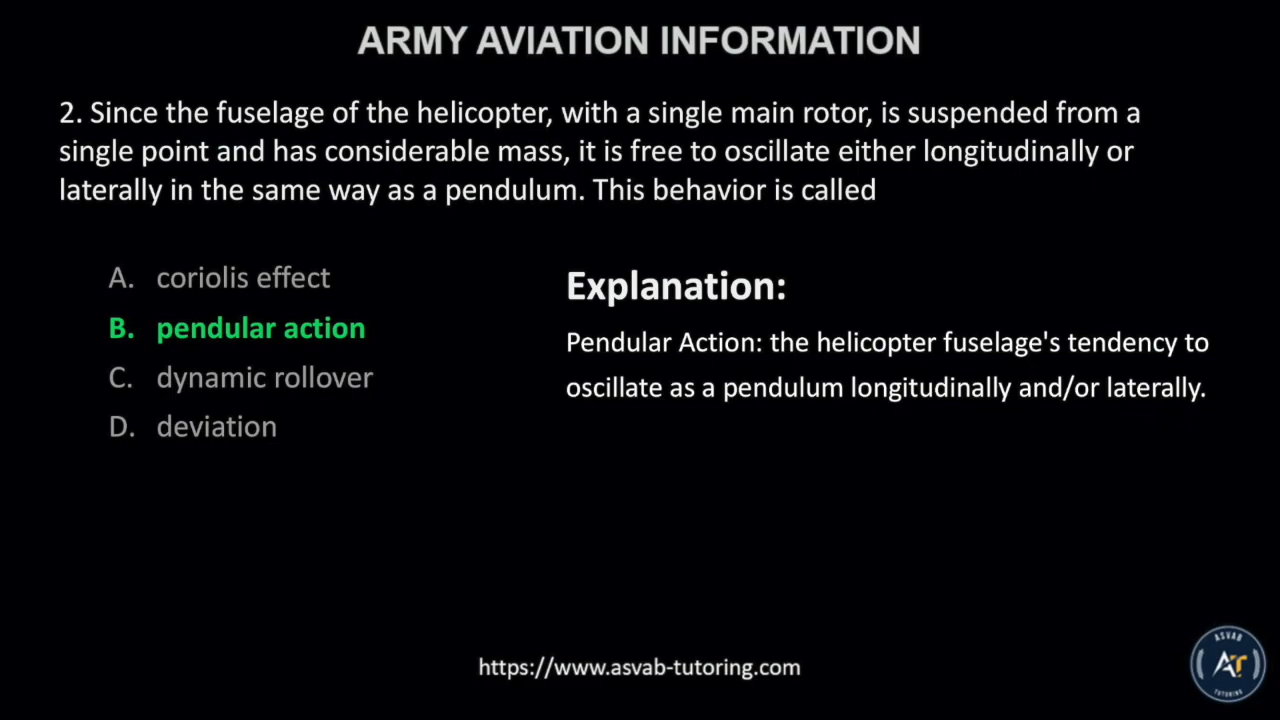 ARMY AVIATION INFORMATION
2. Since the fuselage of the helicopter, with a single main rotor, is suspended from a
single point and has considerable mass, it is free to oscillate either longitudinally or
laterally in the same way as a pendulum. This behavior is called
A. coriolis effect
B. pendular action
C. dynamic rollover
D. deviation
Explanation:
Pendular Action: the helicopter fuselage's tendency to
oscillate as a pendulum longitudinally and/or laterally.
https://www.asvab-tutoring.com
ASVAB
AT
TUTORING